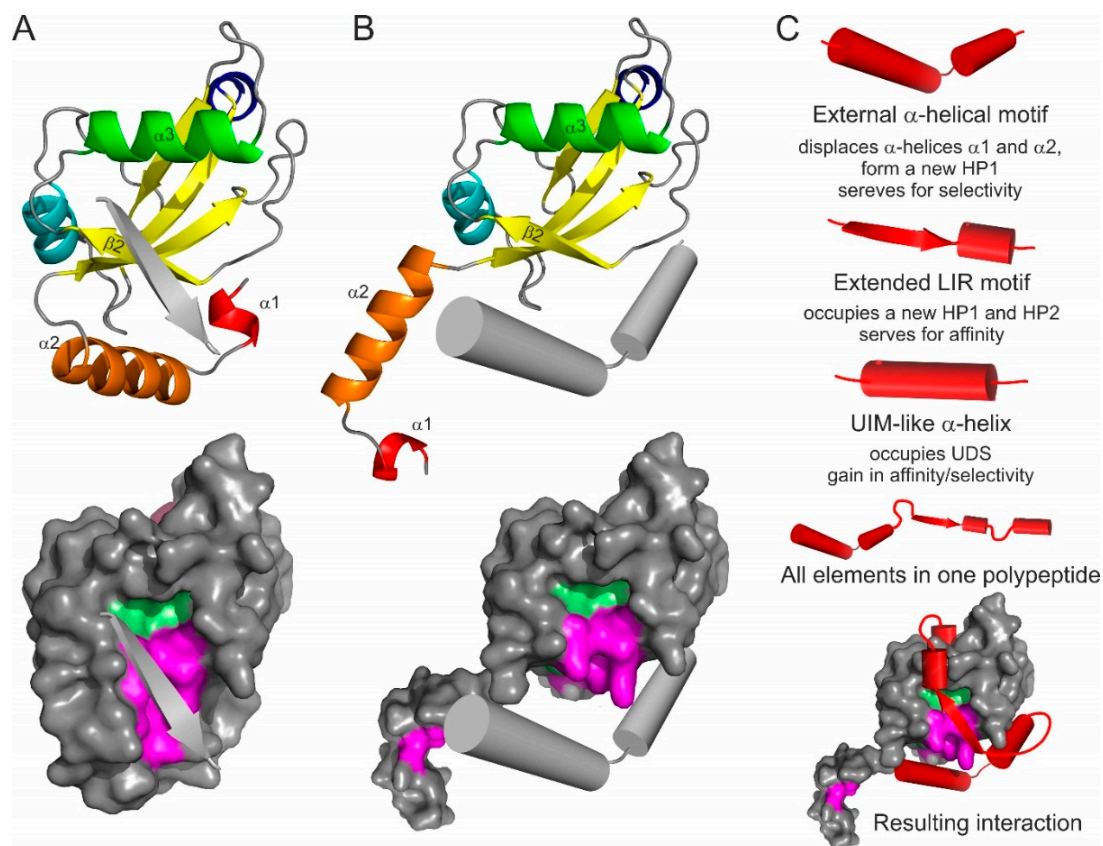 A
α3
β2
α1
α2
B
α3
β2
α2
α1
C
External α-helical motif
displaces α-helices α1 and α2,
form a new HP1
sereves for selectivity
Extended LIR motif
occupies a new HP1 and HP2
serves for affinity
UIM-like α-helix
occupies UDS
gain in affinity/selectivity
All elements in one polypeptide
Resulting interaction